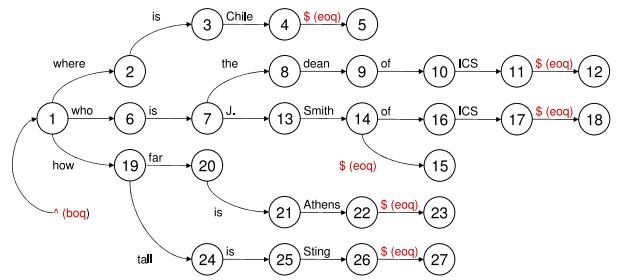 is Chile $ (eoq)
3 4 5
where the dean of ICS $ (eoq)
2 8 9 10 11 12
who is J. Smith of ICS $ (eoq)
1 6 7 13 14 16 17 18
how far $ (eoq)
19 20 15
^ (boq) is Athens $ (eoq)
21 22 23
tall is Sting $ (eoq)
24 25 26 27